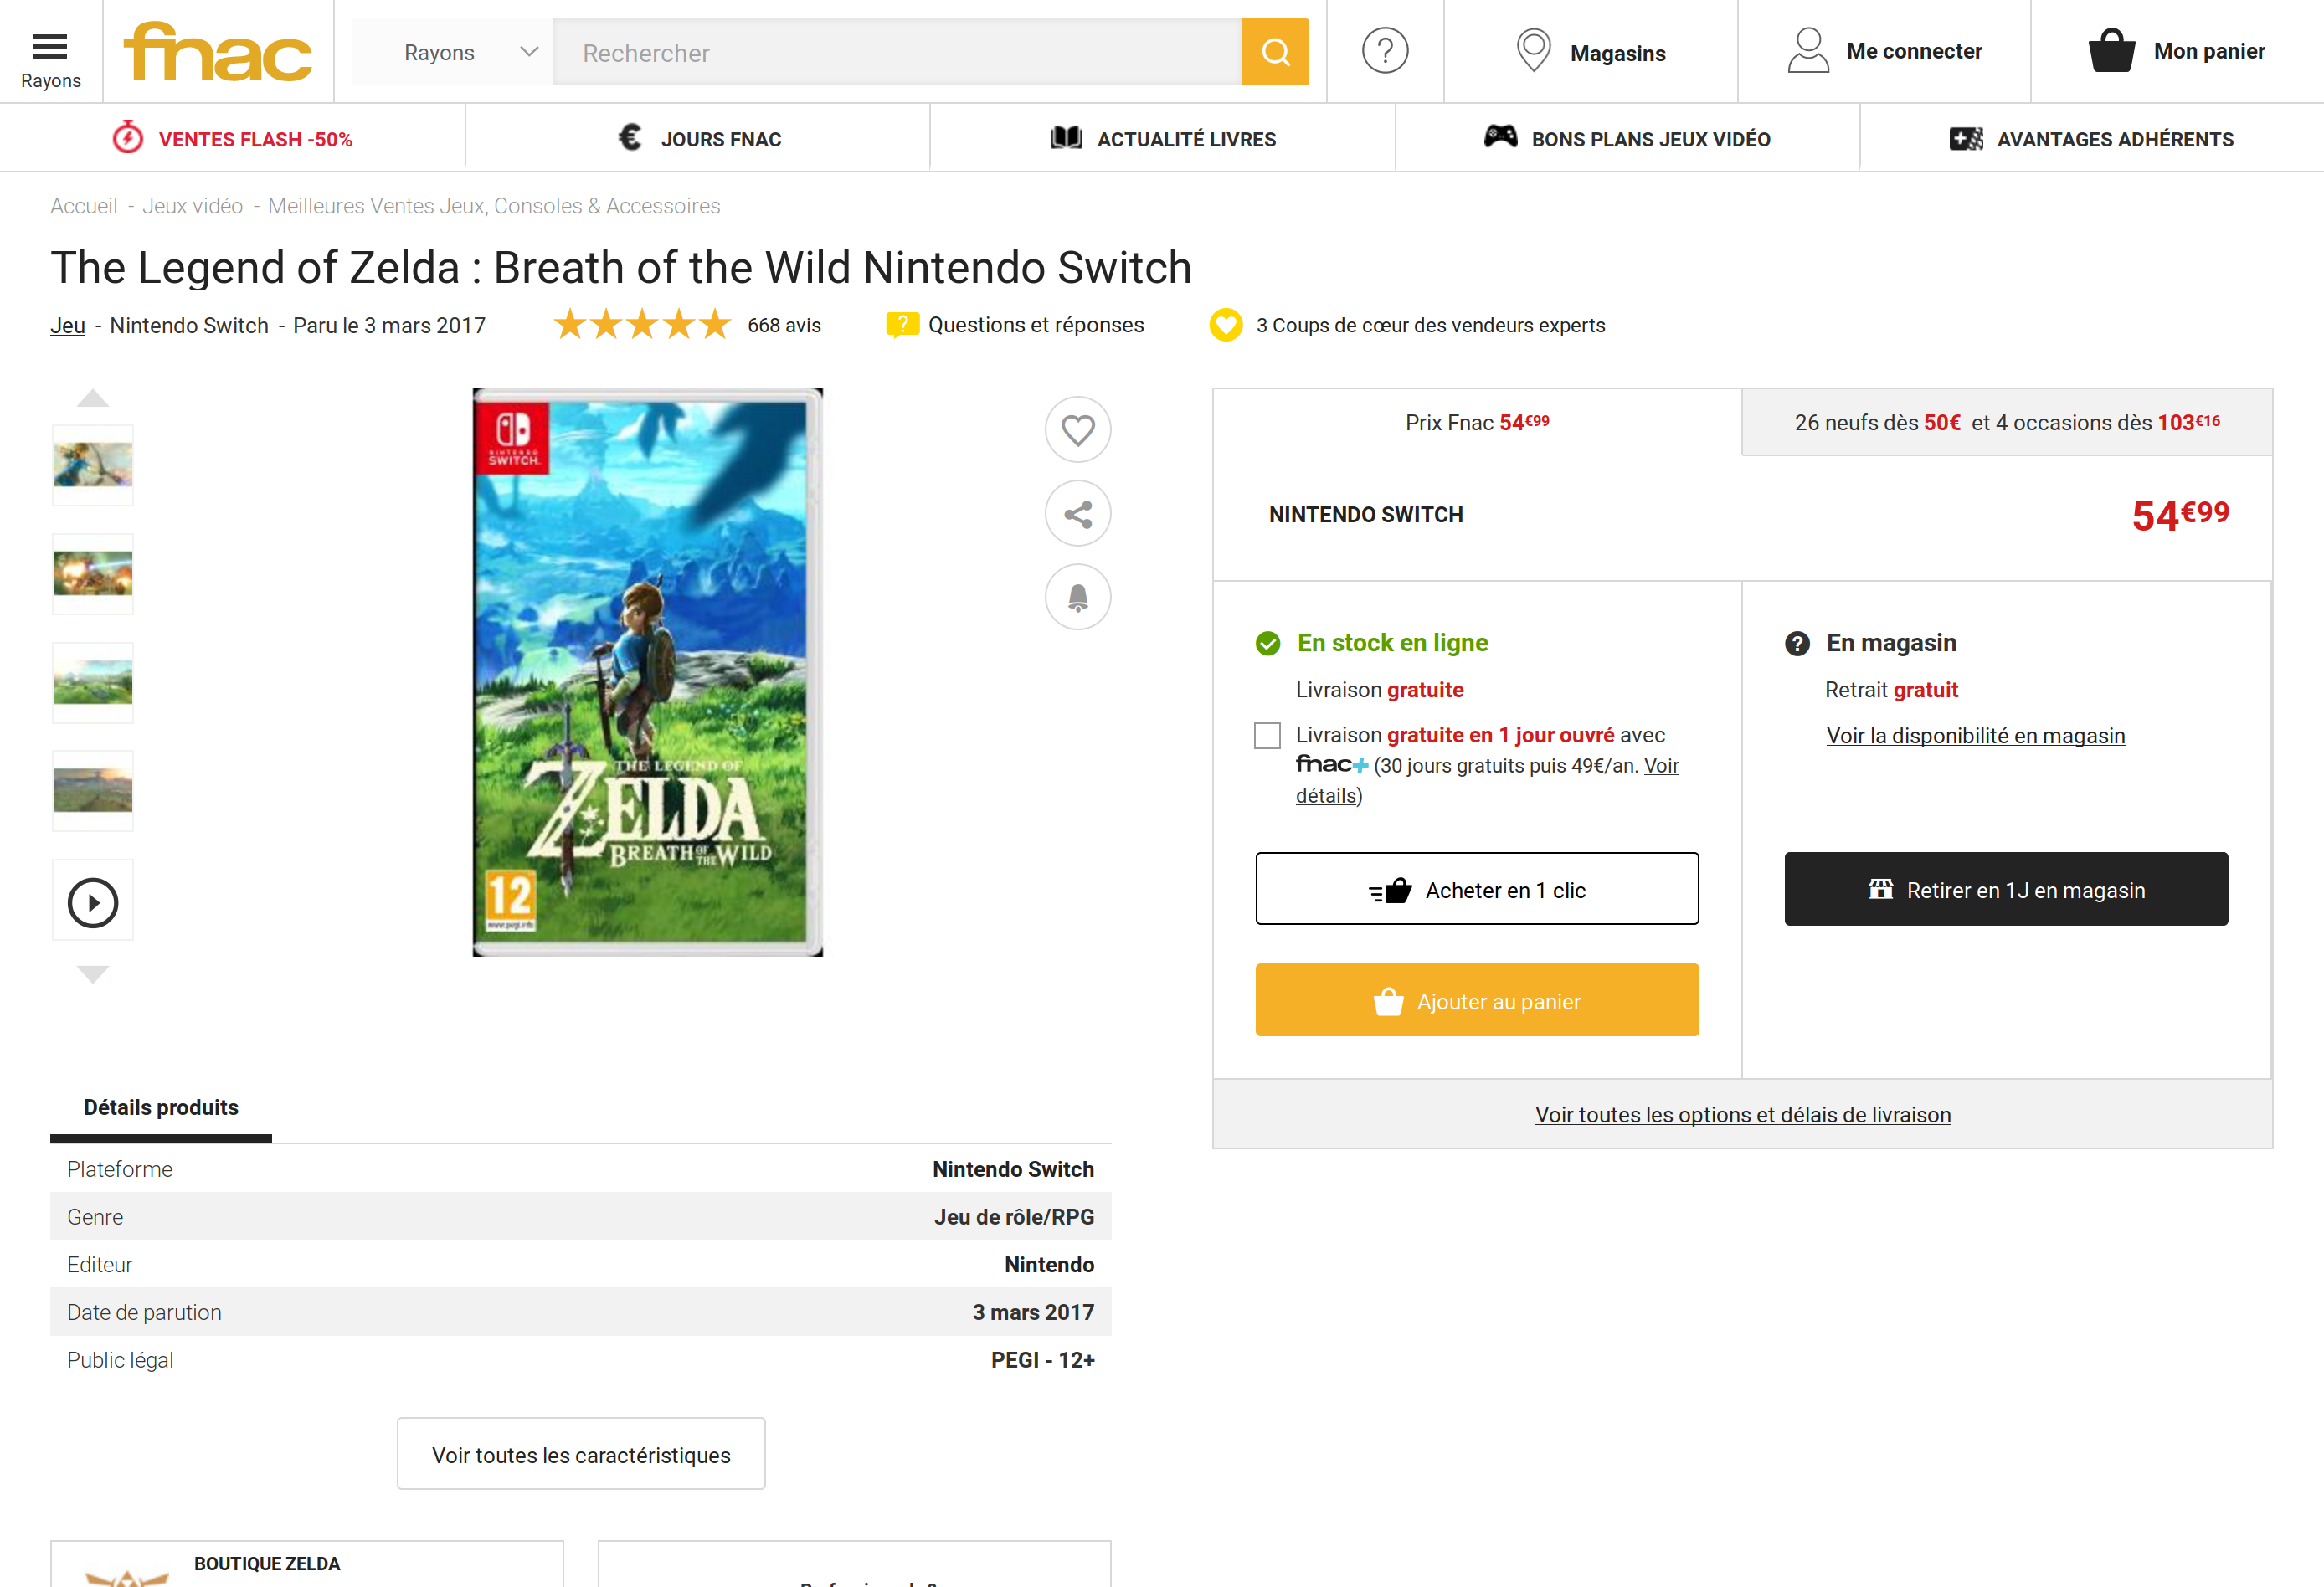 Rayons
fnac
Rayons
Rechercher
?
Magasins
Me connecter
Mon panier
VENTES FLASH -50%
€ JOURS FNAC
ACTUALITÉ LIVRES
BONS PLANS JEUX VIDÉO
AVANTAGES ADHÉRENTS
Accueil - Jeux vidéo - Meilleures Ventes Jeux, Consoles & Accessoires
The Legend of Zelda : Breath of the Wild Nintendo Switch
Jeu - Nintendo Switch - Paru le 3 mars 2017
668 avis
? Questions et réponses
3 Coups de cœur des vendeurs experts
NINTENDO
SWITCH.
THE LEGEND OF
ZELDA
BREATH OF THE WILD
12
www.pegi.info
Prix Fnac 54€99
26 neufs dès 50€ et 4 occasions dès 103€16
NINTENDO SWITCH
54€99
En stock en ligne
Livraison gratuite
Livraison gratuite en 1 jour ouvré avec
fnac+ (30 jours gratuits puis 49€/an. Voir
détails)
Acheter en 1 clic
Ajouter au panier
? En magasin
Retrait gratuit
Voir la disponibilité en magasin
Retirer en 1J en magasin
Voir toutes les options et délais de livraison
Détails produits
Plateforme Nintendo Switch
Genre Jeu de rôle/RPG
Editeur Nintendo
Date de parution 3 mars 2017
Public légal PEGI - 12+
Voir toutes les caractéristiques
BOUTIQUE ZELDA